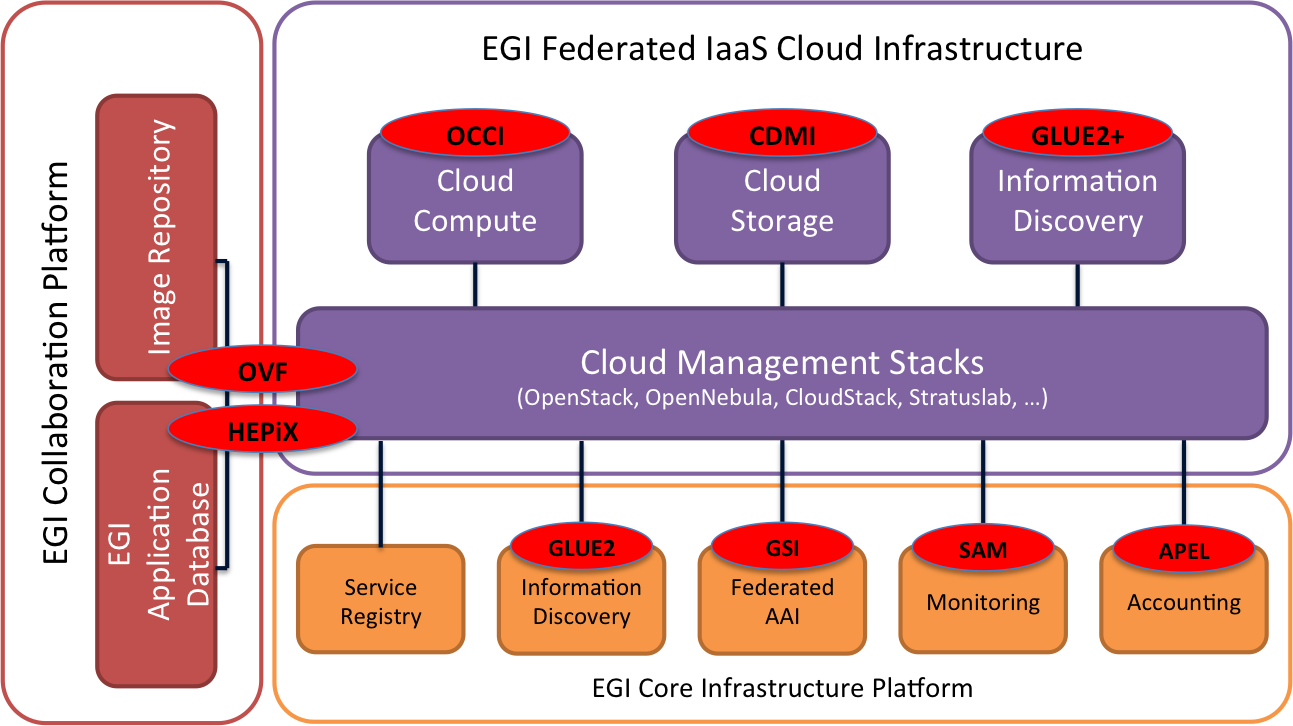 EGI Collaboration Platform
Image Repository
EGI
Application
Database
OVF
HEPiX
EGI Federated IaaS Cloud Infrastructure
OCCI
Cloud
Compute
CDMI
Cloud
Storage
GLUE2+
Information
Discovery
Cloud Management Stacks
(OpenStack, OpenNebula, CloudStack, Stratuslab, …)
Service
Registry
GLUE2
Information
Discovery
GSI
Federated
AAI
SAM
Monitoring
APEL
Accounting
EGI Core Infrastructure Platform